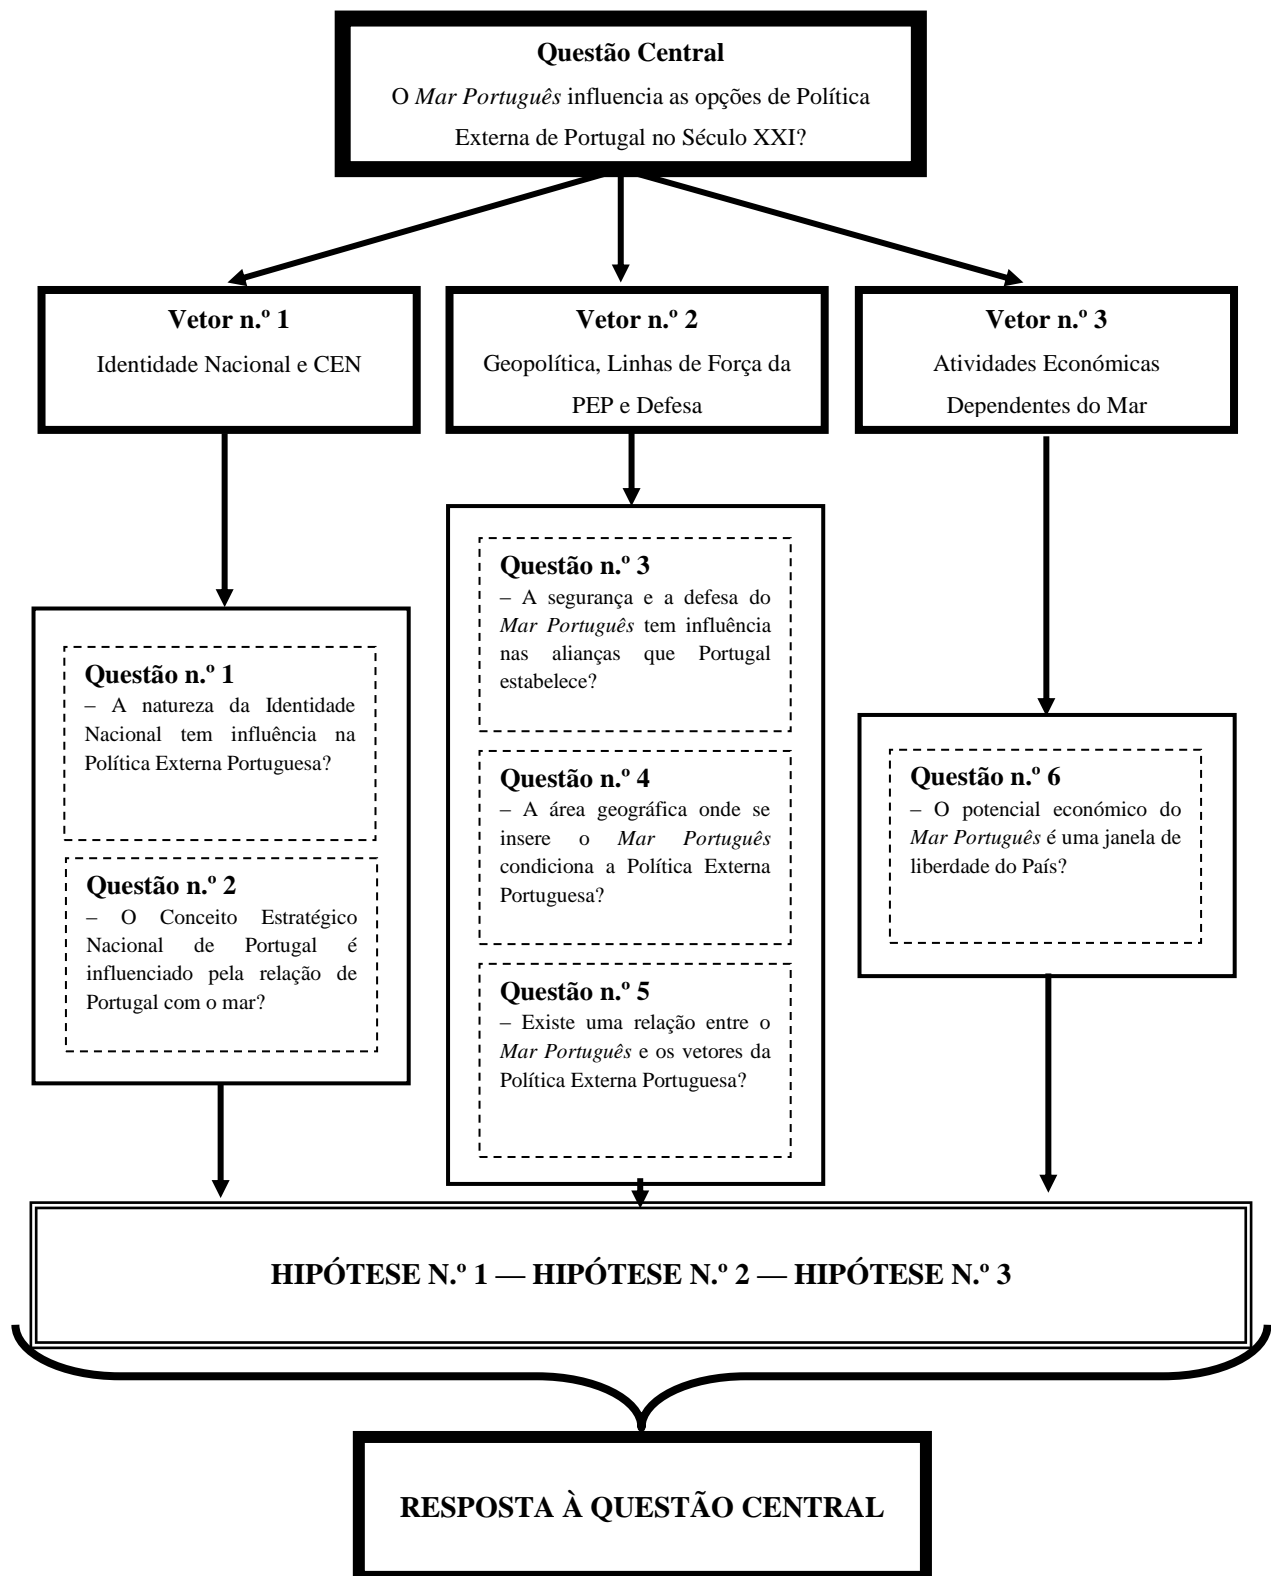 Questão Central
O Mar Português influencia as opções de Política
Externa de Portugal no Século XXI?
Vetor n.º 1
Identidade Nacional e CEN
Vetor n.º 2
Geopolítica, Linhas de Força da
PEP e Defesa
Vetor n.º 3
Atividades Económicas
Dependentes do Mar
Questão n.º 1
– A natureza da Identidade
Nacional tem influência na
Política Externa Portuguesa?
Questão n.º 2
– O Conceito Estratégico
Nacional de Portugal é
influenciado pela relação de
Portugal com o mar?
Questão n.º 3
– A segurança e a defesa do
Mar Português tem influência
nas alianças que Portugal
estabelece?
Questão n.º 4
– A área geográfica onde se
insere o Mar Português
condiciona a Política Externa
Portuguesa?
Questão n.º 5
– Existe uma relação entre o
Mar Português e os vetores da
Política Externa Portuguesa?
Questão n.º 6
– O potencial económico do
Mar Português é uma janela de
liberdade do País?
HIPÓTESE N.º 1 — HIPÓTESE N.º 2 — HIPÓTESE N.º 3
RESPOSTA À QUESTÃO CENTRAL